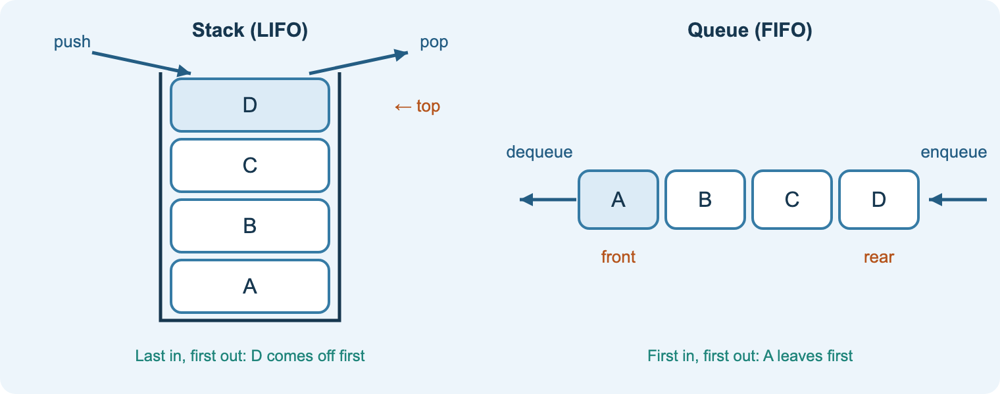 Stack (LIFO)
push
pop
D
← top
C
B
A
Last in, first out: D comes off first
Queue (FIFO)
dequeue
enqueue
A
B
C
D
front
rear
First in, first out: A leaves first